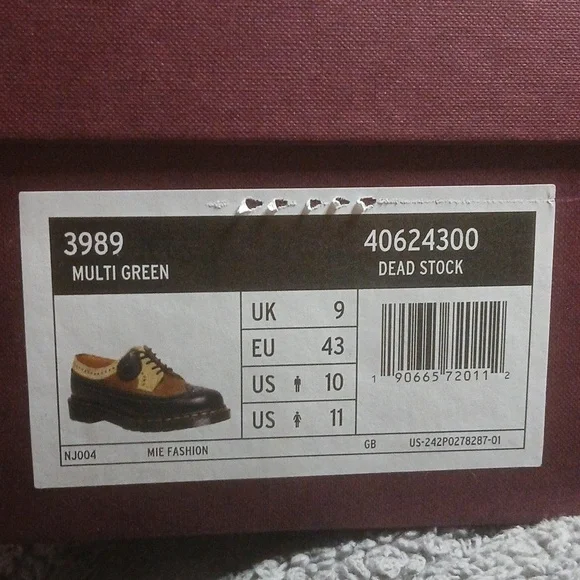 3989
MULTI GREEN
40624300
DEAD STOCK
UK 9
EU 43
US 10
US 11
1 90665 72011 2
NJ004 MIE FASHION GB US-242P0278287-01